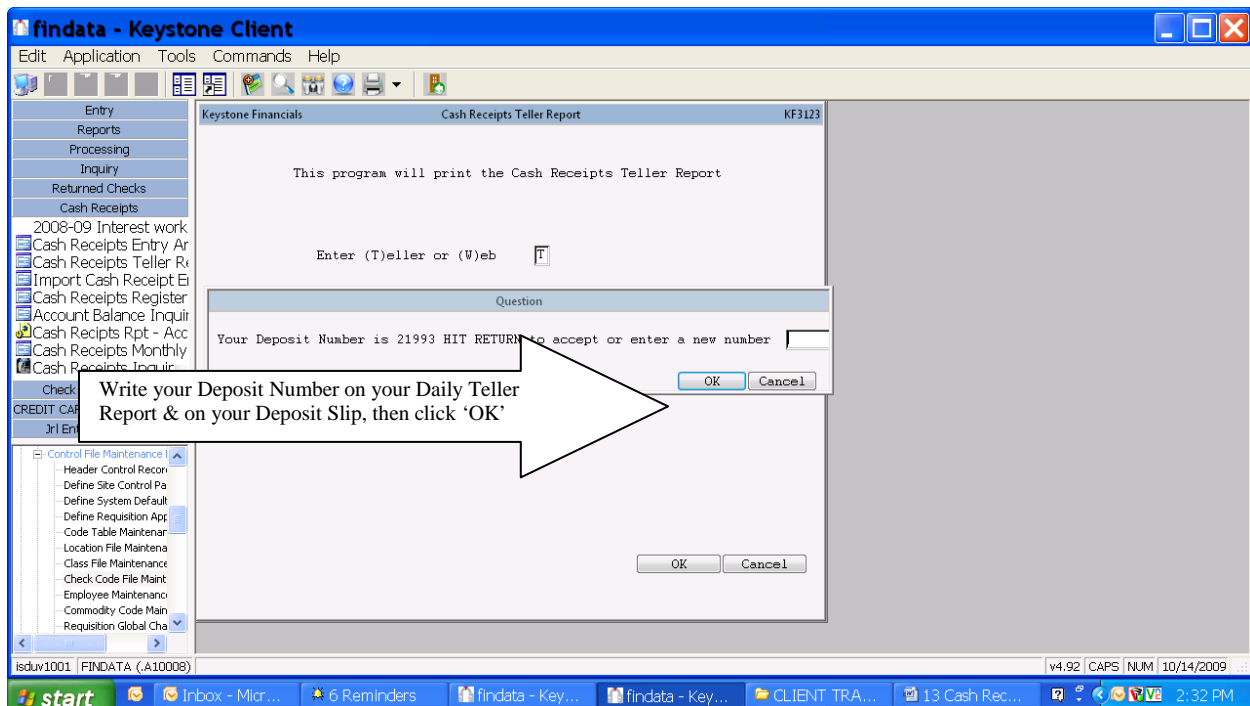 findata - Keystone Client
Edit Application Tools Commands Help
Entry
Reports
Processing
Inquiry
Returned Checks
Cash Receipts
2008-09 Interest work
Cash Receipts Entry Ar
Cash Receipts Teller Re
Import Cash Receipt E
Cash Receipts Register
Account Balance Inquir
Cash Recipts Rpt - Acc
Cash Receipts Monthly
Cash Receipts Inquir
Check
CREDIT CAR
Jrl Ent
Control File Maintenance
Header Control Recor
Define Site Control Pa
Define System Default
Define Requisition App
Code Table Maintenar
Location File Maintena
Class File Maintenance
Check Code File Maint
Employee Maintenanc
Commodity Code Main
Requisition Global Cha
Keystone Financials Cash Receipts Teller Report KF3123
This program will print the Cash Receipts Teller Report
Enter (T)eller or (W)eb T
Question
Your Deposit Number is 21993 HIT RETURN to accept or enter a new number
OK Cancel
Write your Deposit Number on your Daily Teller
Report & on your Deposit Slip, then click ‘OK’
OK Cancel
isduv1001 FINDATA (.A10008) v4.92 CAPS NUM 10/14/2009
start Inbox - Micr... 6 Reminders findata - Key... findata - Key... CLIENT TRA... 13 Cash Rec... 2:32 PM